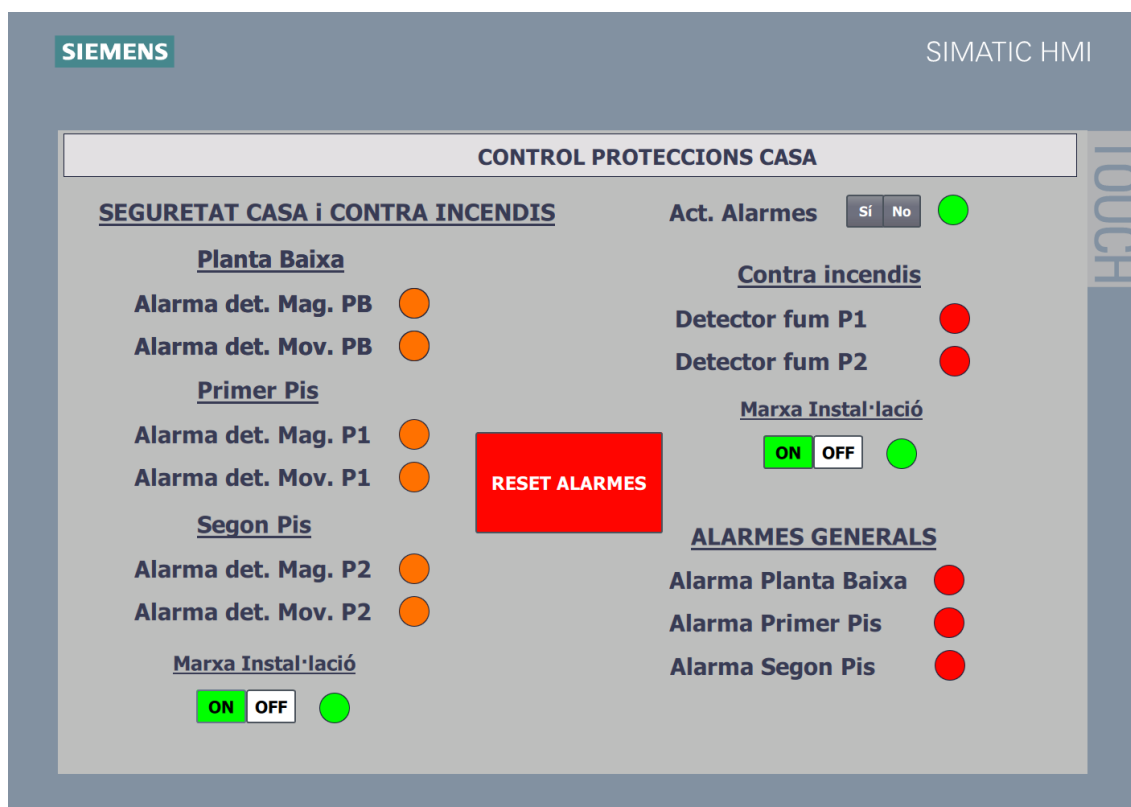 SIEMENS
SIMATIC HMI
TOUCH
CONTROL PROTECCIONS CASA
SEGURETAT CASA i CONTRA INCENDIS
Planta Baixa
Alarma det. Mag. PB
Alarma det. Mov. PB
Primer Pis
Alarma det. Mag. P1
Alarma det. Mov. P1
Segon Pis
Alarma det. Mag. P2
Alarma det. Mov. P2
Marxa Instal·lació
ON OFF
RESET ALARMES
Act. Alarmes Sí No
Contra incendis
Detector fum P1
Detector fum P2
Marxa Instal·lació
ON OFF
ALARMES GENERALS
Alarma Planta Baixa
Alarma Primer Pis
Alarma Segon Pis